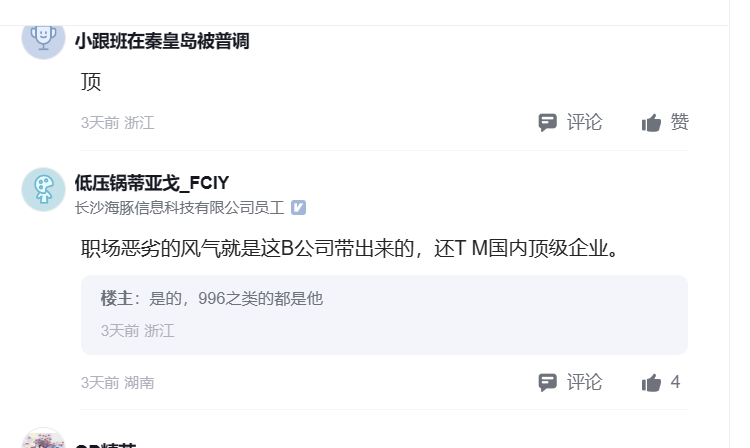 小跟班在秦皇岛被普调
顶
3天前 浙江
评论 赞
低压锅蒂亚戈_FCIY
长沙海豚信息科技有限公司员工
职场恶劣的风气就是这B公司带出来的，还T M国内顶级企业。
楼主：是的，996之类的都是他
3天前 浙江
3天前 湖南
评论 4